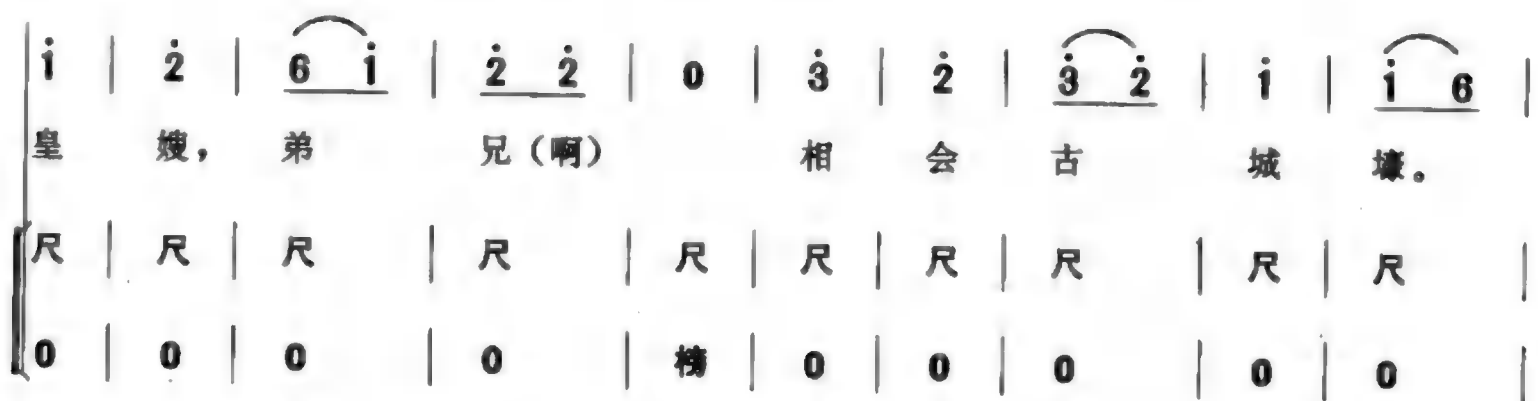 i̇ | 2̇ | 6 i̇ | 2̇ 2̇ | 0 | 3̇ | 2̇ | 3̇ 2̇ | i̇ | i̇ 6 |
皇 嫂， 弟 兄（啊） 相 会 古 城 壕。
尺 | 尺 | 尺 | 尺 | 尺 | 尺 | 尺 | 尺 | 尺 | 尺 |
0 | 0 | 0 | 0 | 榜 | 0 | 0 | 0 | 0 | 0 |